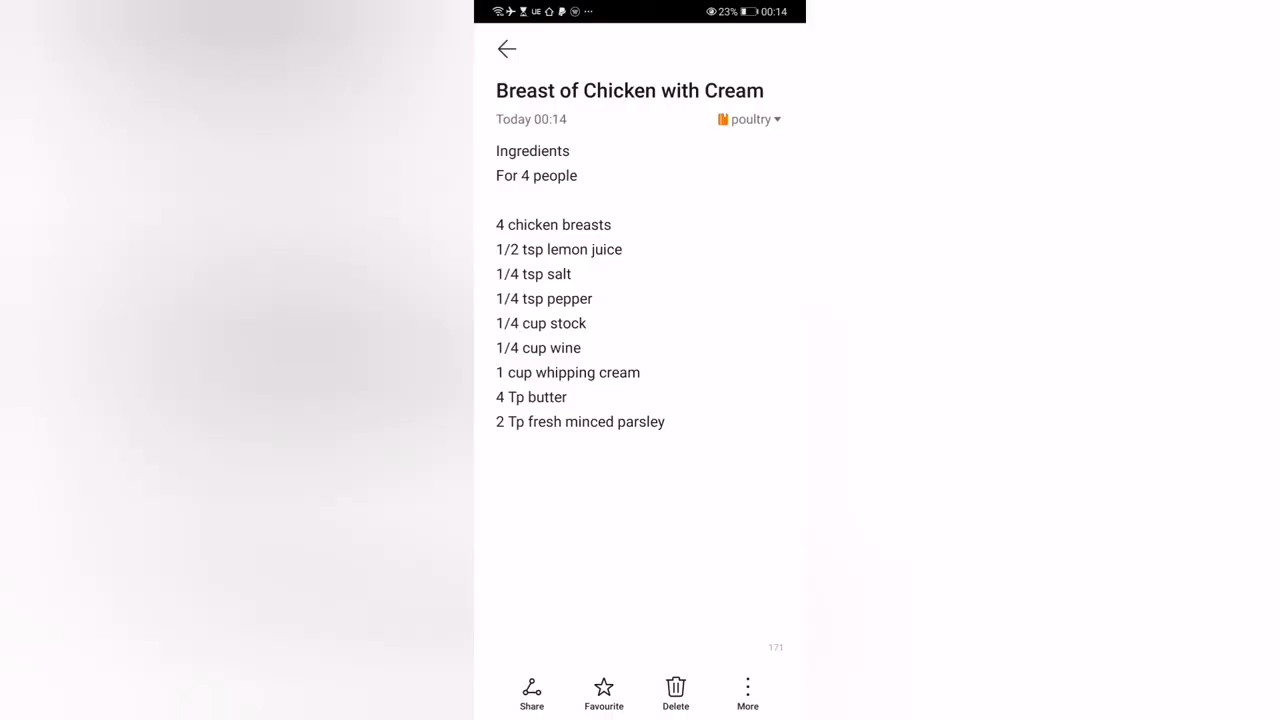 UE
23% 00:14
Breast of Chicken with Cream
Today 00:14
poultry
Ingredients
For 4 people
4 chicken breasts
1/2 tsp lemon juice
1/4 tsp salt
1/4 tsp pepper
1/4 cup stock
1/4 cup wine
1 cup whipping cream
4 Tp butter
2 Tp fresh minced parsley
171
Share Favourite Delete More